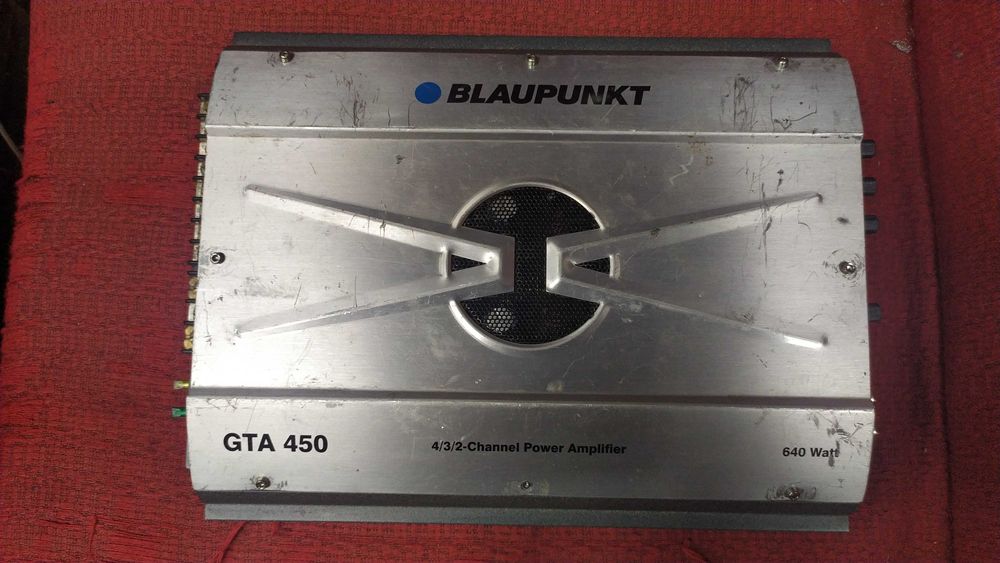 BLAUPUNKT
GTA 450
4/3/2-Channel Power Amplifier
640 Watt